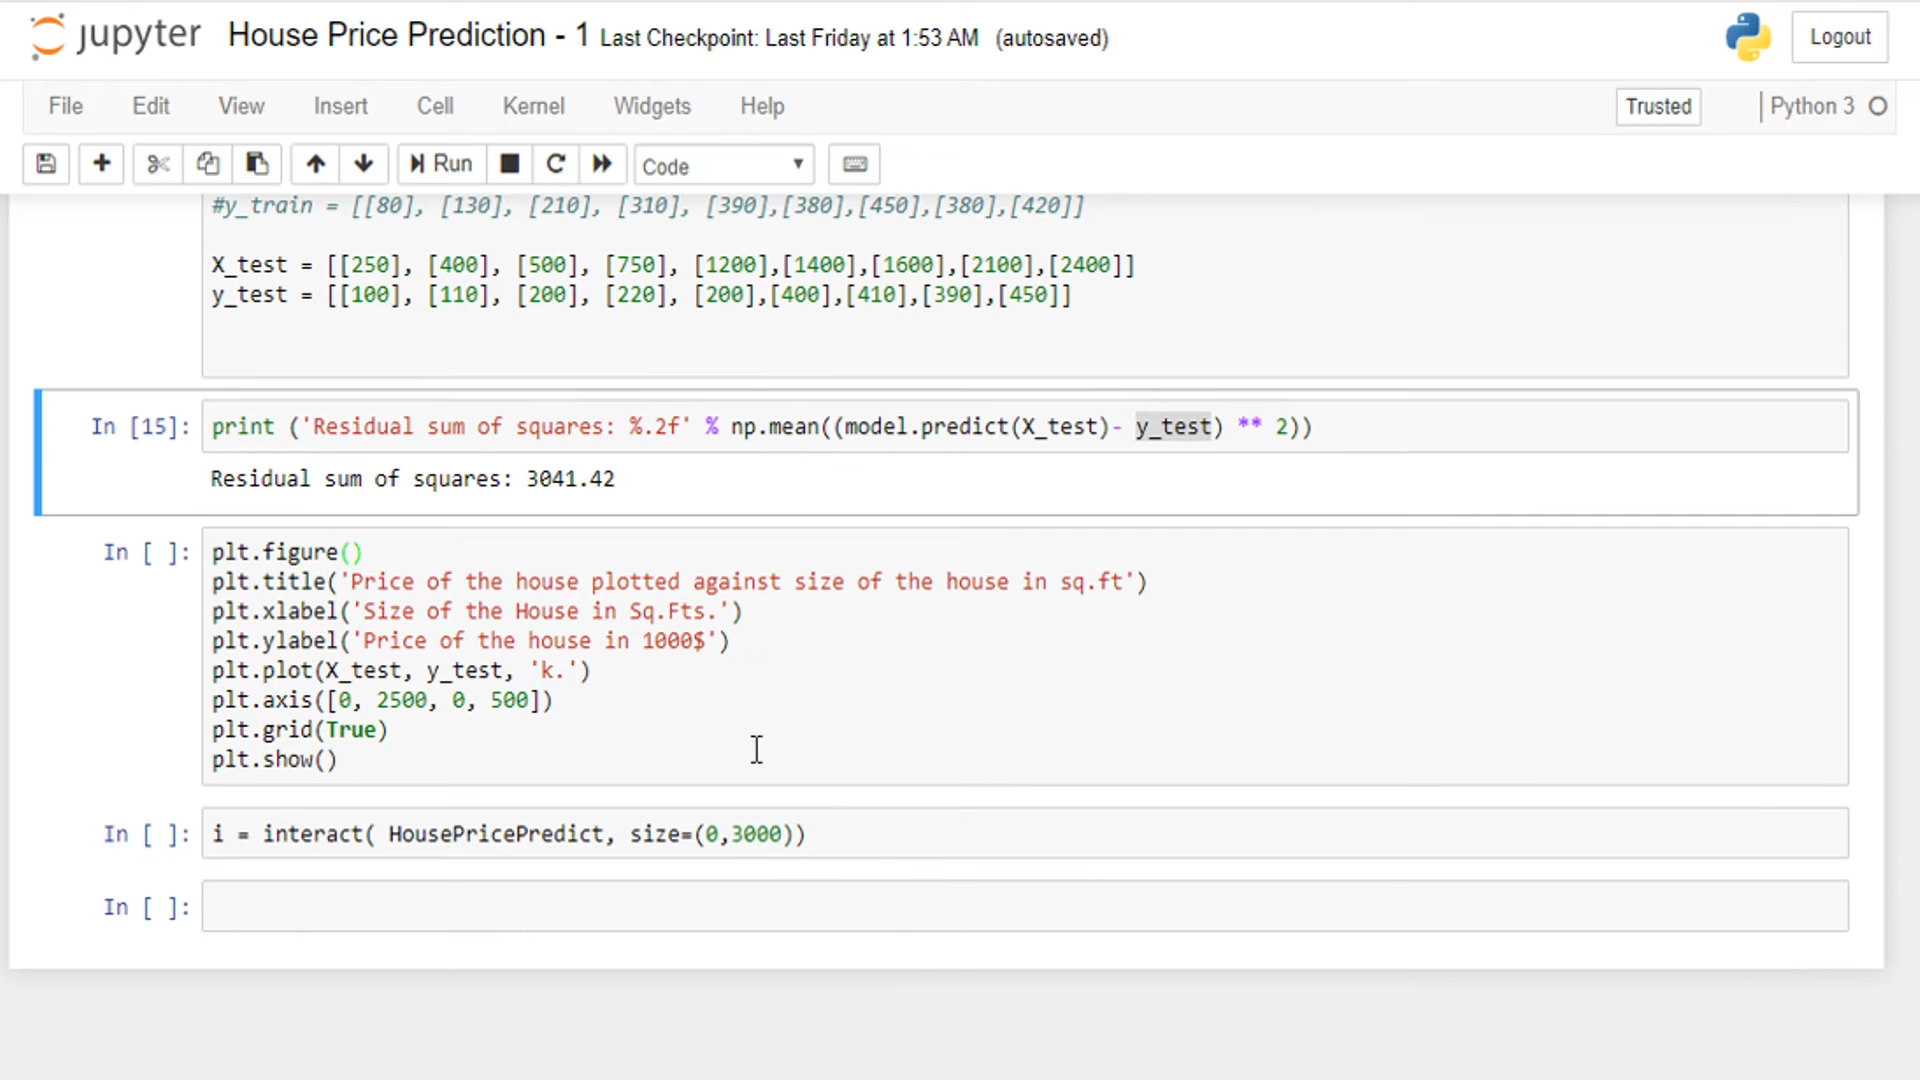 jupyter House Price Prediction - 1 Last Checkpoint: Last Friday at 1:53 AM (autosaved) Logout
File Edit View Insert Cell Kernel Widgets Help Trusted Python 3
Run Code
#y_train = [[80], [130], [210], [310], [390],[380],[450],[380],[420]]
X_test = [[250], [400], [500], [750], [1200],[1400],[1600],[2100],[2400]]
y_test = [[100], [110], [200], [220], [200],[400],[410],[390],[450]]
In [15]: print ('Residual sum of squares: %.2f' % np.mean((model.predict(X_test)- y_test) ** 2))
Residual sum of squares: 3041.42
In [ ]: plt.figure()
plt.title('Price of the house plotted against size of the house in sq.ft')
plt.xlabel('Size of the House in Sq.Fts.')
plt.ylabel('Price of the house in 1000$')
plt.plot(X_test, y_test, 'k.')
plt.axis([0, 2500, 0, 500])
plt.grid(True)
plt.show()
In [ ]: i = interact( HousePricePredict, size=(0,3000))
In [ ]: